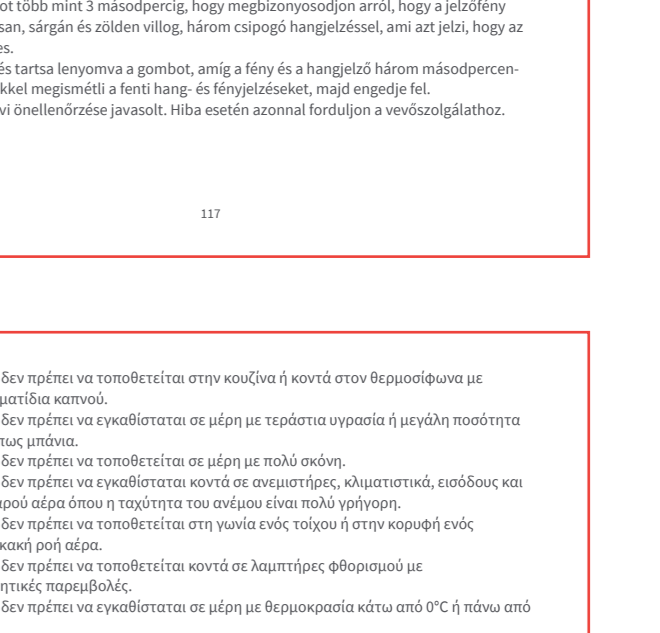 ot több mint 3 másodpercig, hogy megbizonyosodjon arról, hogy a jelzőfény
san, sárgán és zölden villog, három csipogó hangjelzéssel, ami azt jelzi, hogy az
es.
és tartsa lenyomva a gombot, amíg a fény és a hangjelző három másodpercen-
kkel megismétli a fenti hang- és fényjelzéseket, majd engedje fel.
vi önellenőrzése javasolt. Hiba esetén azonnal forduljon a vevőszolgálathoz.
117
δεν πρέπει να τοποθετείται στην κουζίνα ή κοντά στον θερμοσίφωνα με
ματίδια καπνού.
δεν πρέπει να εγκαθίσταται σε μέρη με τεράστια υγρασία ή μεγάλη ποσότητα
πως μπάνια.
δεν πρέπει να τοποθετείται σε μέρη με πολύ σκόνη.
δεν πρέπει να εγκαθίσταται κοντά σε ανεμιστήρες, κλιματιστικά, εισόδους και
αρού αέρα όπου η ταχύτητα του ανέμου είναι πολύ γρήγορη.
δεν πρέπει να τοποθετείται στη γωνία ενός τοίχου ή στην κορυφή ενός
κακή ροή αέρα.
δεν πρέπει να τοποθετείται κοντά σε λαμπτήρες φθορισμού με
ητικές παρεμβολές.
δεν πρέπει να εγκαθίσταται σε μέρη με θερμοκρασία κάτω από 0°C ή πάνω από